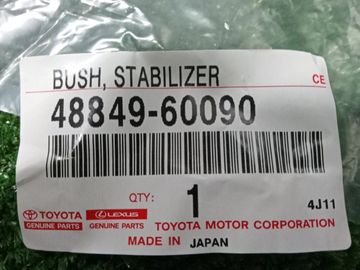 BUSH, STABILIZER
CE
48849-60090
QTY: 1
4J11
TOYOTA LEXUS TOYOTA MOTOR CORPORATION
GENUINE PARTS GENUINE PARTS
MADE IN JAPAN